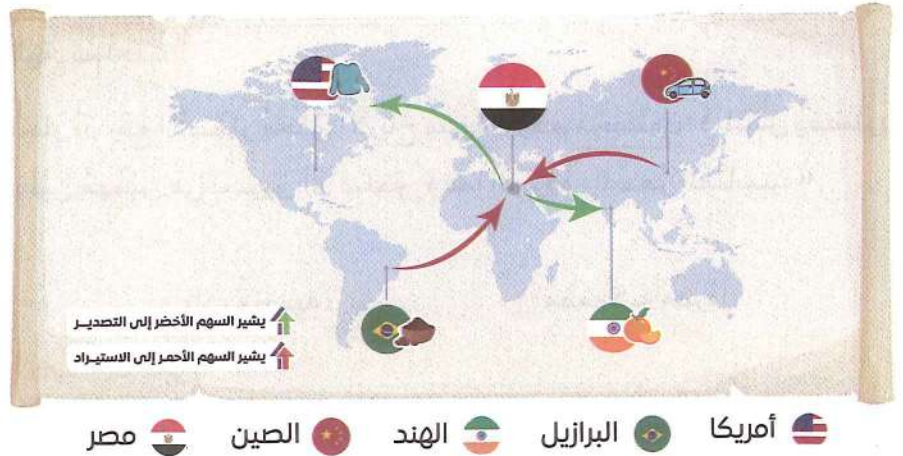 يشير السهم الأخضر إلى التصدير
يشير السهم الأحمر إلى الاستيراد
أمريكا
البرازيل
الهند
الصين
مصر